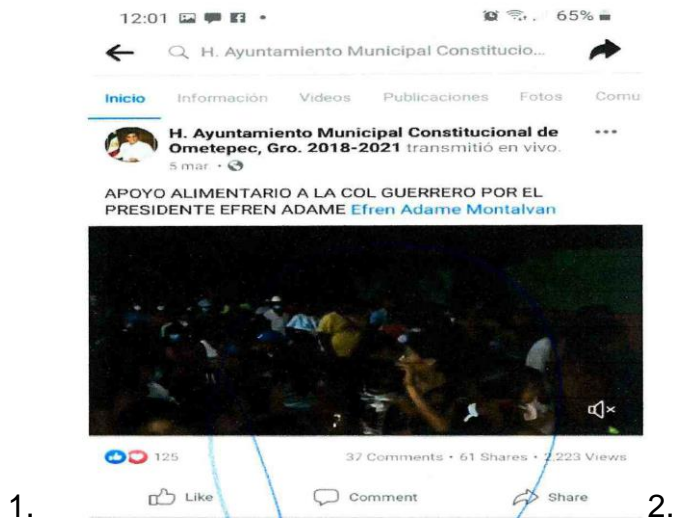 12:01
65%
H. Ayuntamiento Municipal Constitucio...
Inicio Información Videos Publicaciones Fotos Comu
H. Ayuntamiento Municipal Constitucional de
Ometepec, Gro. 2018-2021 transmitió en vivo.
5 mar.
APOYO ALIMENTARIO A LA COL GUERRERO POR EL
PRESIDENTE EFREN ADAME Efren Adame Montalvan
125 37 Comments • 61 Shares • 2,223 Views
Like Comment Share
1. 2.